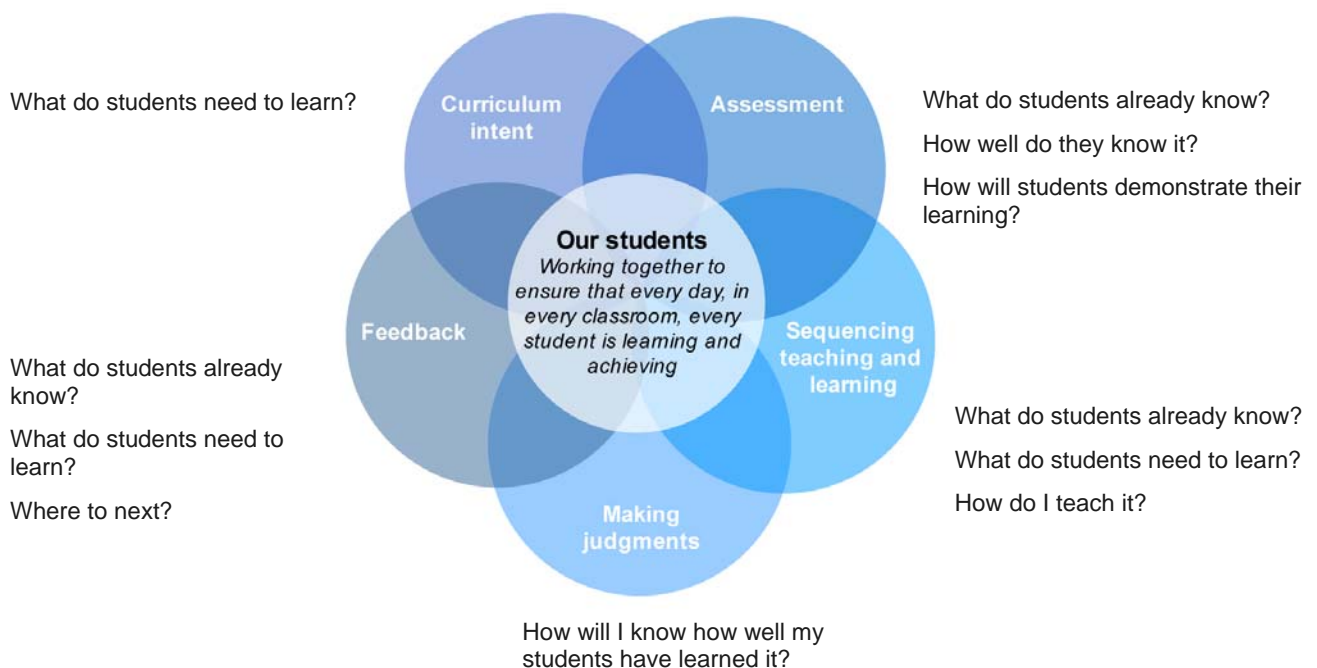 What do students need to learn?
Curriculum
intent
Assessment
What do students already know?
How well do they know it?
How will students demonstrate their
learning?
Our students
Working together to
ensure that every day, in
every classroom, every
student is learning and
achieving
Feedback
Sequencing
teaching and
learning
What do students already
know?
What do students need to
learn?
Where to next?
What do students already know?
What do students need to learn?
How do I teach it?
Making
judgments
How will I know how well my
students have learned it?